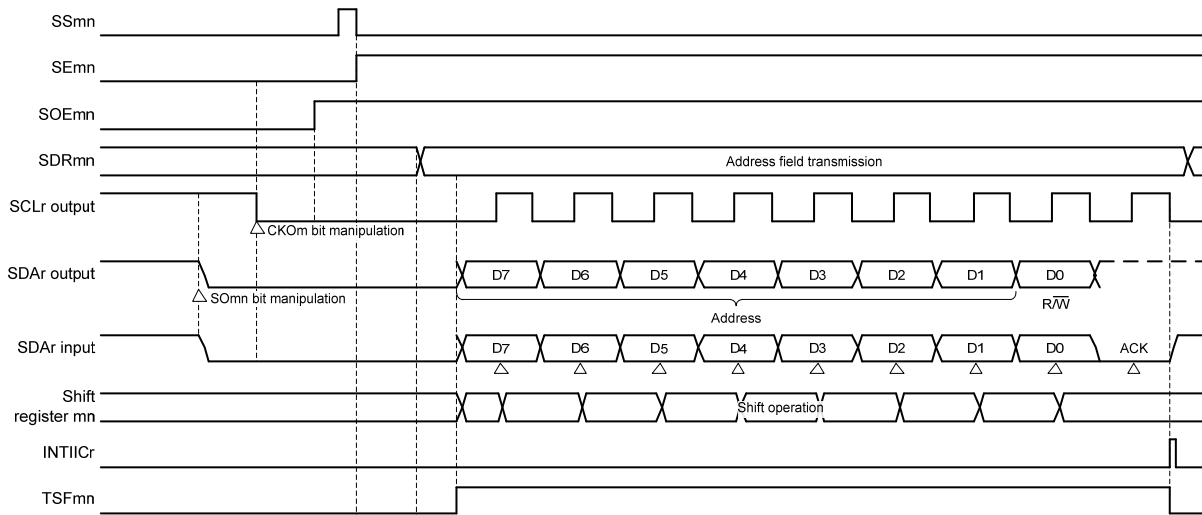 SSmn
SEmn
SOEmn
SDRmn
Address field transmission
SCLr output
CKOm bit manipulation
SDAr output
D7 D6 D5 D4 D3 D2 D1 D0
SOmn bit manipulation
Address
R/W
SDAr input
D7 D6 D5 D4 D3 D2 D1 D0 ACK
Shift
register mn
Shift operation
INTIICr
TSFmn